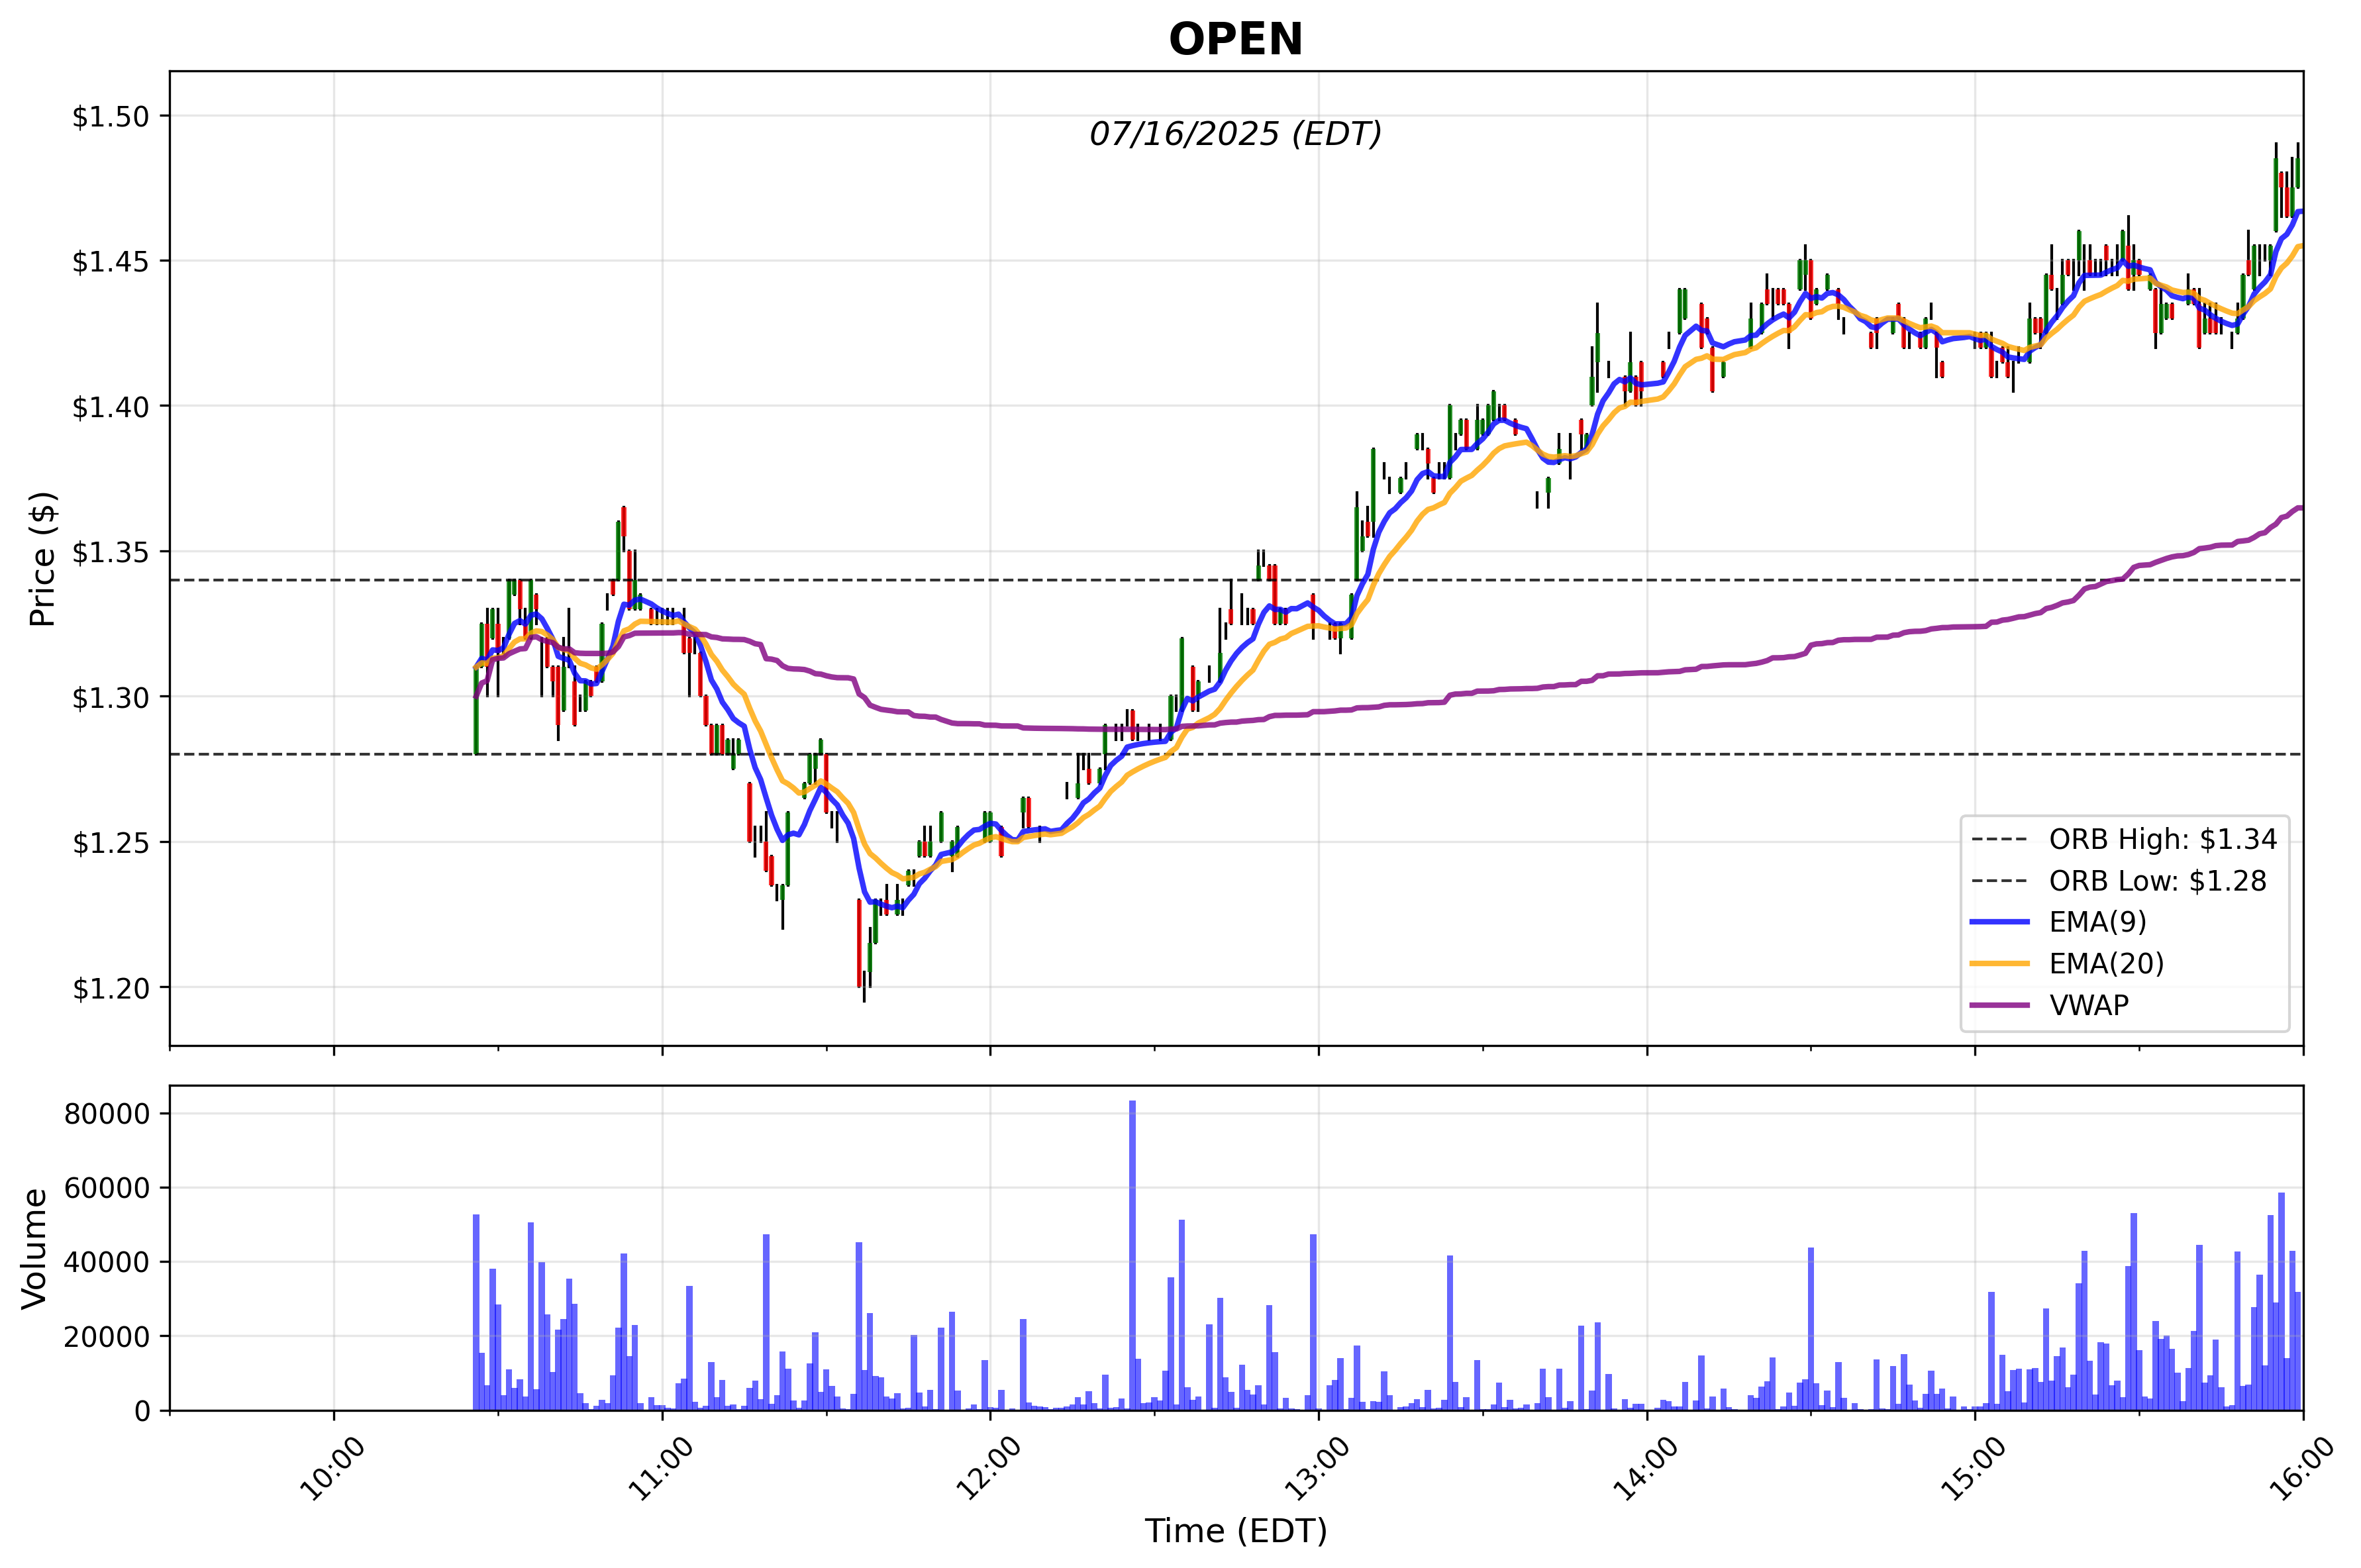 OPEN
07/16/2025 (EDT)
Price ($)
$1.50
$1.45
$1.40
$1.35
$1.30
$1.25
$1.20
ORB High: $1.34
ORB Low: $1.28
EMA(9)
EMA(20)
VWAP
Volume
80000
60000
40000
20000
0
10:00
11:00
12:00
13:00
14:00
15:00
16:00
Time (EDT)